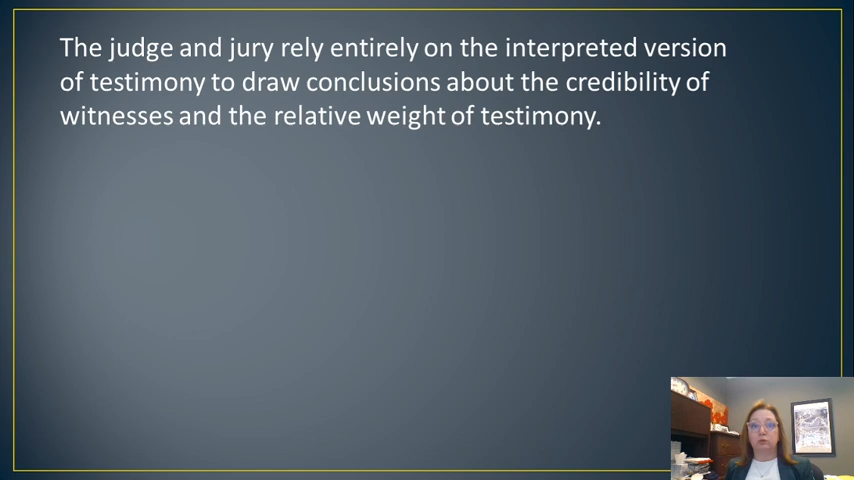 The judge and jury rely entirely on the interpreted version
of testimony to draw conclusions about the credibility of
witnesses and the relative weight of testimony.